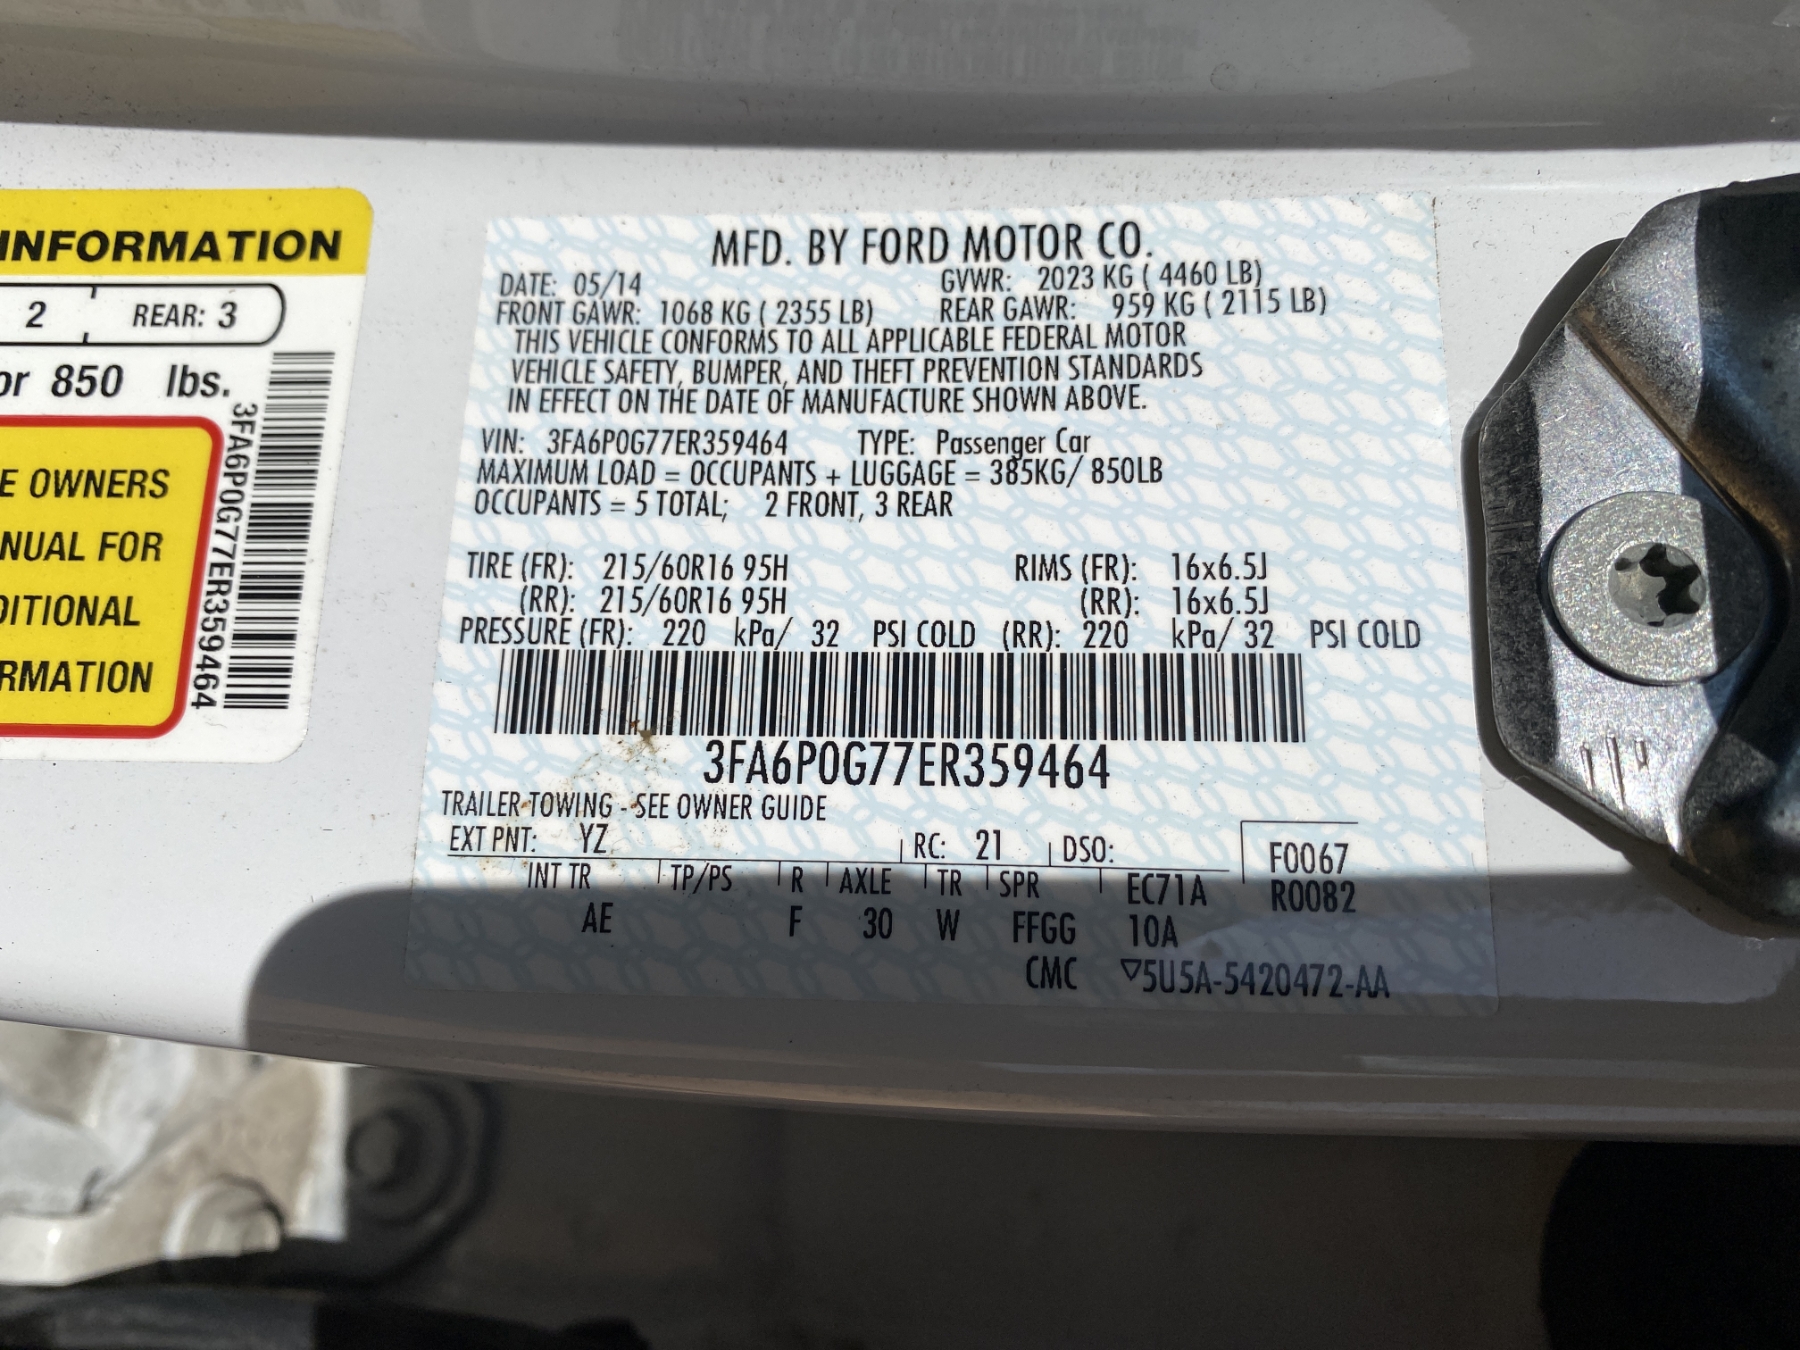 INFORMATION
2 REAR: 3
or 850 lbs.
E OWNERS
NUAL FOR
DITIONAL
RMATION
3FA6P0G77ER359464
MFD. BY FORD MOTOR CO.
DATE: 05/14 GVWR: 2023 KG ( 4460 LB)
FRONT GAWR: 1068 KG ( 2355 LB) REAR GAWR: 959 KG ( 2115 LB)
THIS VEHICLE CONFORMS TO ALL APPLICABLE FEDERAL MOTOR
VEHICLE SAFETY, BUMPER, AND THEFT PREVENTION STANDARDS
IN EFFECT ON THE DATE OF MANUFACTURE SHOWN ABOVE.
VIN: 3FA6P0G77ER359464 TYPE: Passenger Car
MAXIMUM LOAD = OCCUPANTS + LUGGAGE = 385KG/ 850LB
OCCUPANTS = 5 TOTAL; 2 FRONT, 3 REAR
TIRE (FR): 215/60R16 95H RIMS (FR): 16x6.5J
(RR): 215/60R16 95H (RR): 16x6.5J
PRESSURE (FR): 220 kPa/ 32 PSI COLD (RR): 220 kPa/ 32 PSI COLD
3FA6P0G77ER359464
TRAILER TOWING - SEE OWNER GUIDE
EXT PNT: YZ RC: 21 DSO: F0067
INT TR TP/PS R AXLE TR SPR EC71A R0082
AE F 30 W FFGG 10A
CMC ▽5U5A-5420472-AA